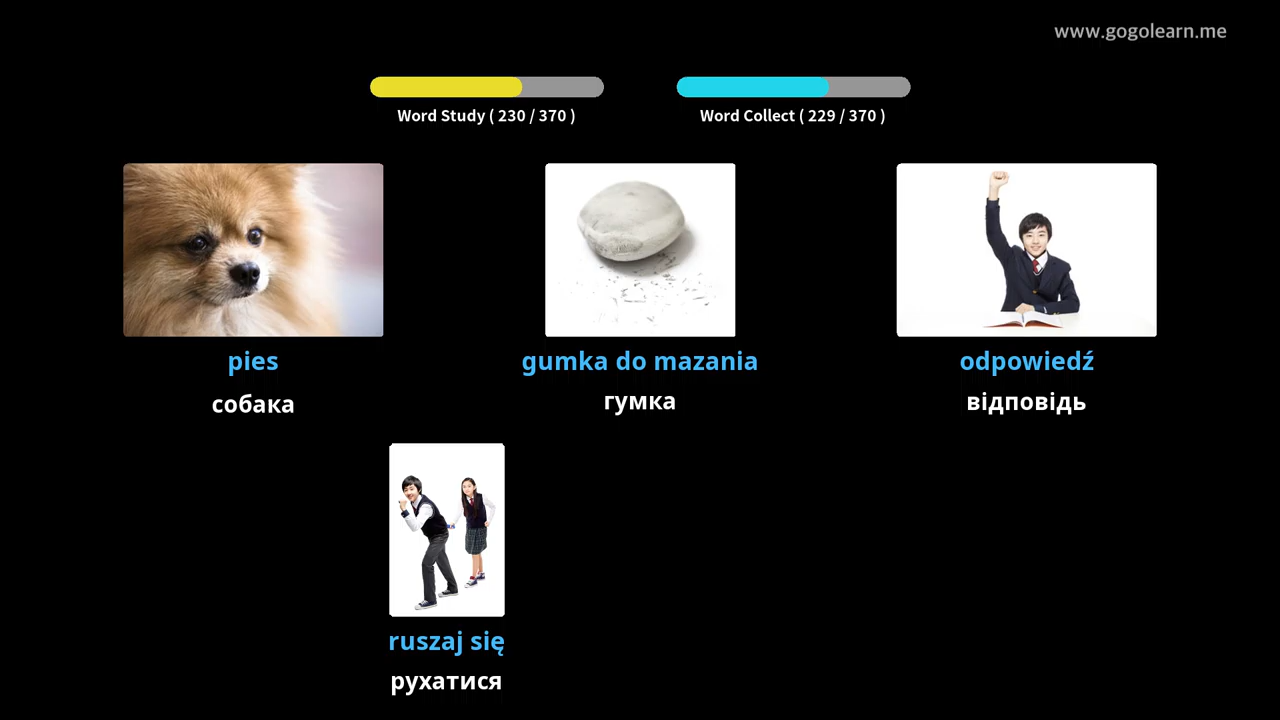 www.gogolearn.me
Word Study ( 230 / 370 )
Word Collect ( 229 / 370 )
pies
собака
gumka do mazania
гумка
odpowiedź
відповідь
ruszaj się
рухатися